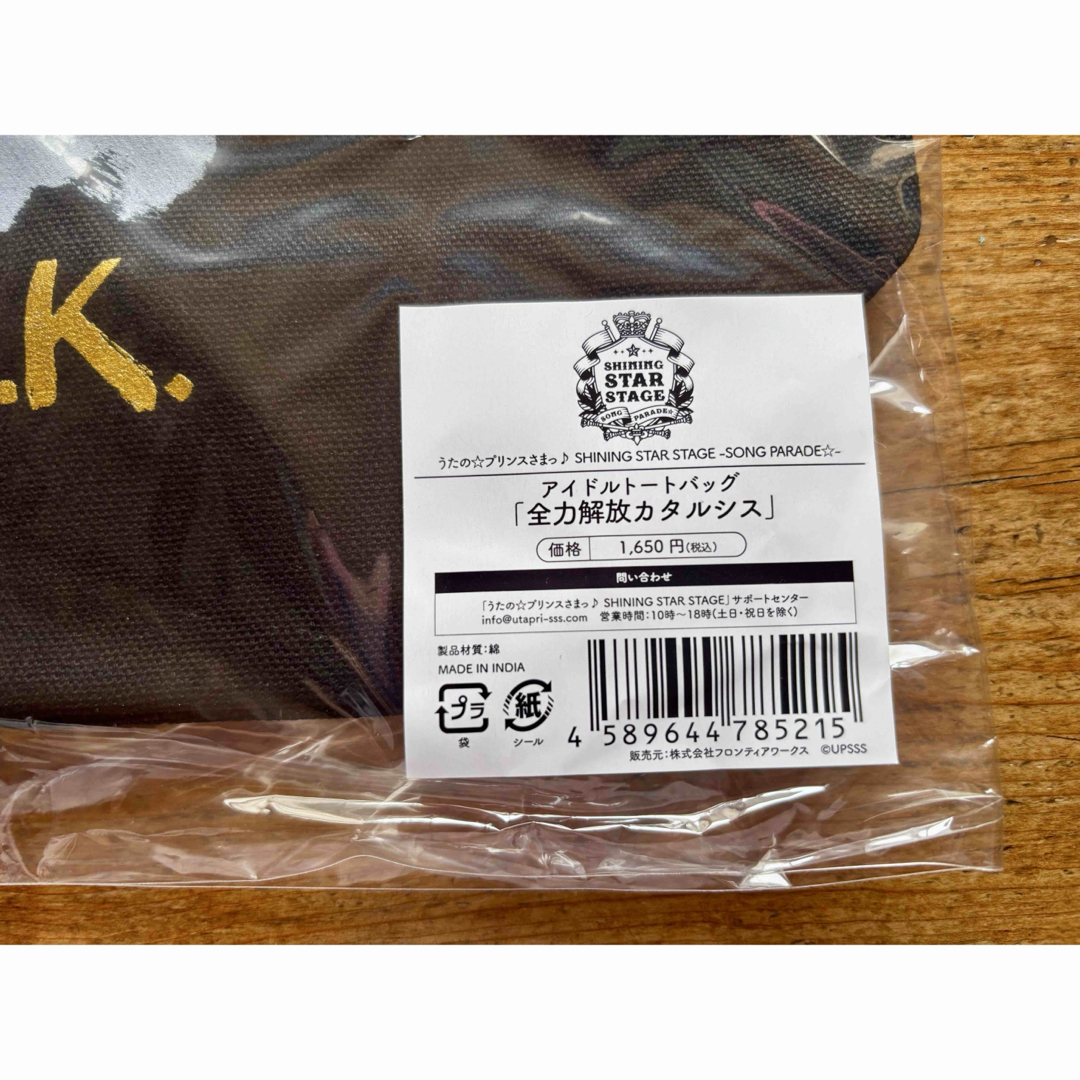 .K.
SHINING
STAR
STAGE
SONG PARADE☆
うたの☆プリンスさまっ♪ SHINING STAR STAGE -SONG PARADE☆-
アイドルトートバッグ
「全力解放カタルシス」
価格 1,650 円(税込)
問い合わせ
「うたの☆プリンスさまっ♪ SHINING STAR STAGE」サポートセンター
info@utapri-sss.com 営業時間:10時〜18時(土日・祝日を除く)
製品材質:綿
MADE IN INDIA
プラ
袋
紙
シール
4 589644 785215
販売元:株式会社フロンティアワークス ©UPSSS